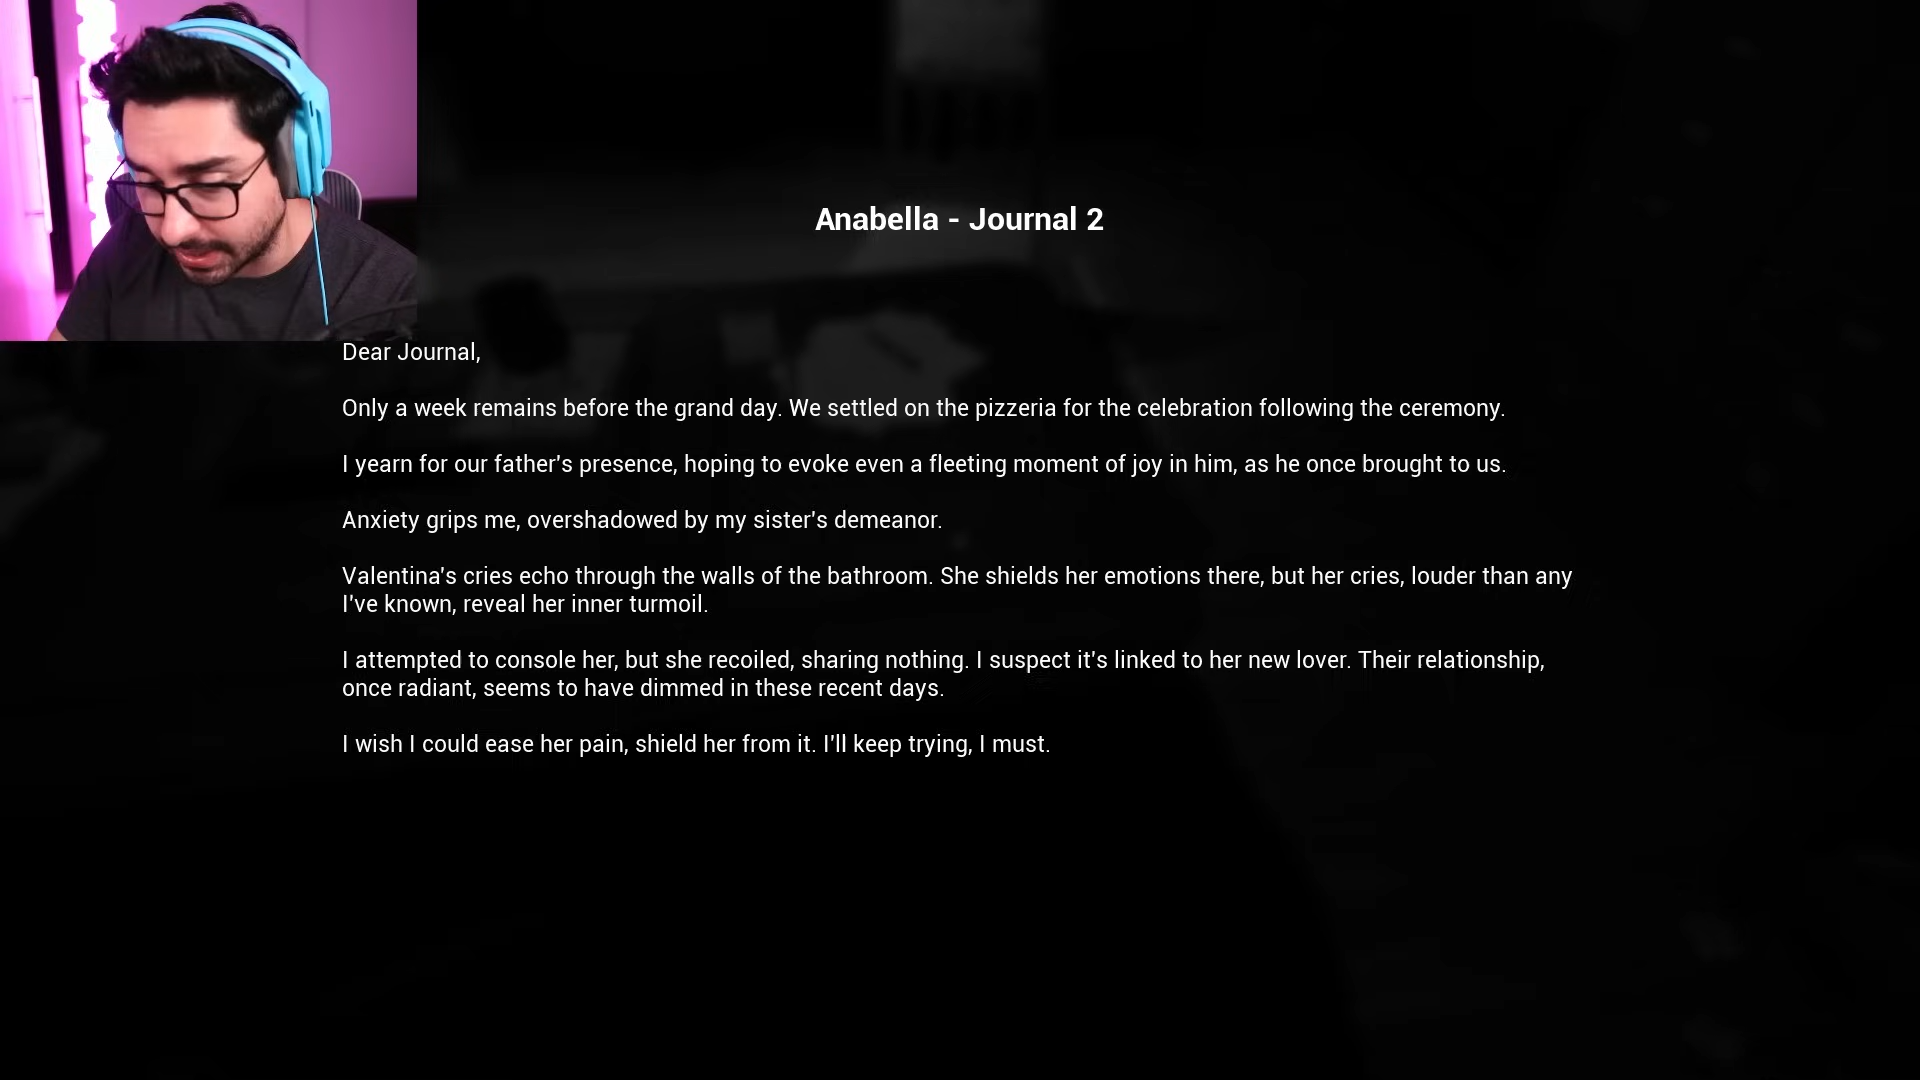 Anabella - Journal 2
Dear Journal,
Only a week remains before the grand day. We settled on the pizzeria for the celebration following the ceremony.
I yearn for our father's presence, hoping to evoke even a fleeting moment of joy in him, as he once brought to us.
Anxiety grips me, overshadowed by my sister's demeanor.
Valentina's cries echo through the walls of the bathroom. She shields her emotions there, but her cries, louder than any
I've known, reveal her inner turmoil.
I attempted to console her, but she recoiled, sharing nothing. I suspect it's linked to her new lover. Their relationship,
once radiant, seems to have dimmed in these recent days.
I wish I could ease her pain, shield her from it. I'll keep trying, I must.